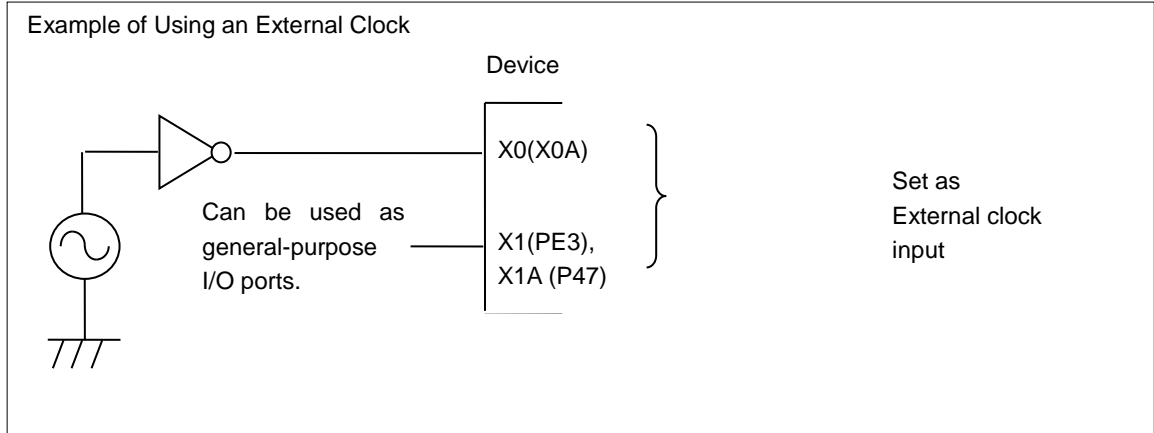 Example of Using an External Clock
Device
X0(X0A)
Can be used as
general-purpose
I/O ports.
X1(PE3),
X1A (P47)
Set as
External clock
input